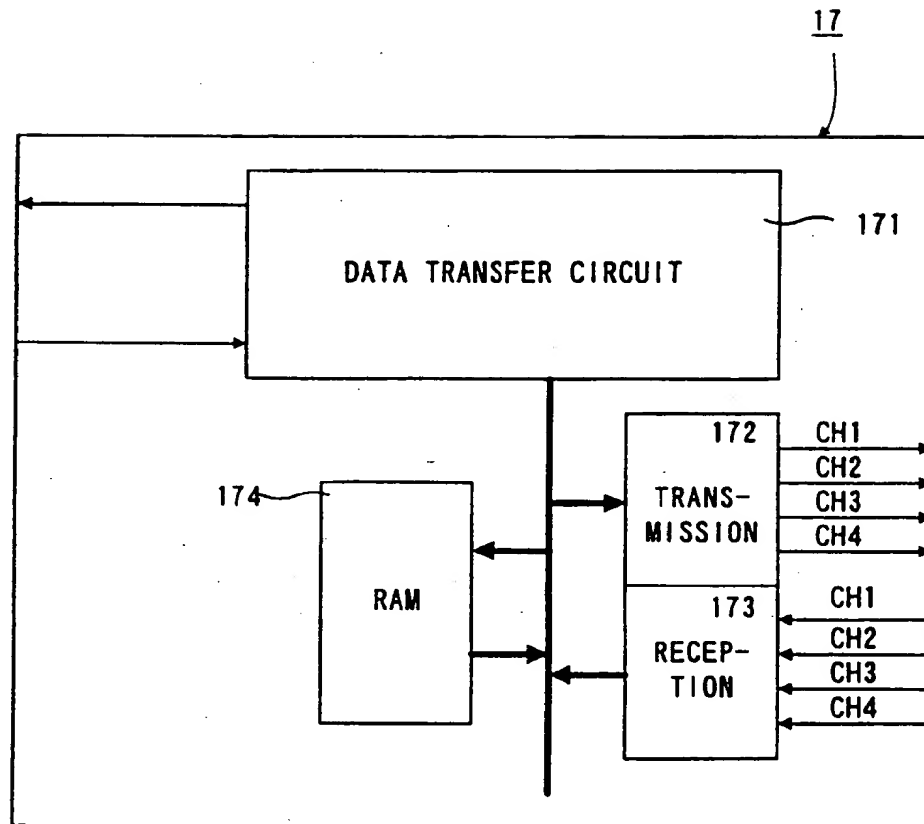 17
171
DATA TRANSFER CIRCUIT
172
TRANS-
MISSION
CH1
CH2
CH3
CH4
174
RAM
173
RECEP-
TION
CH1
CH2
CH3
CH4